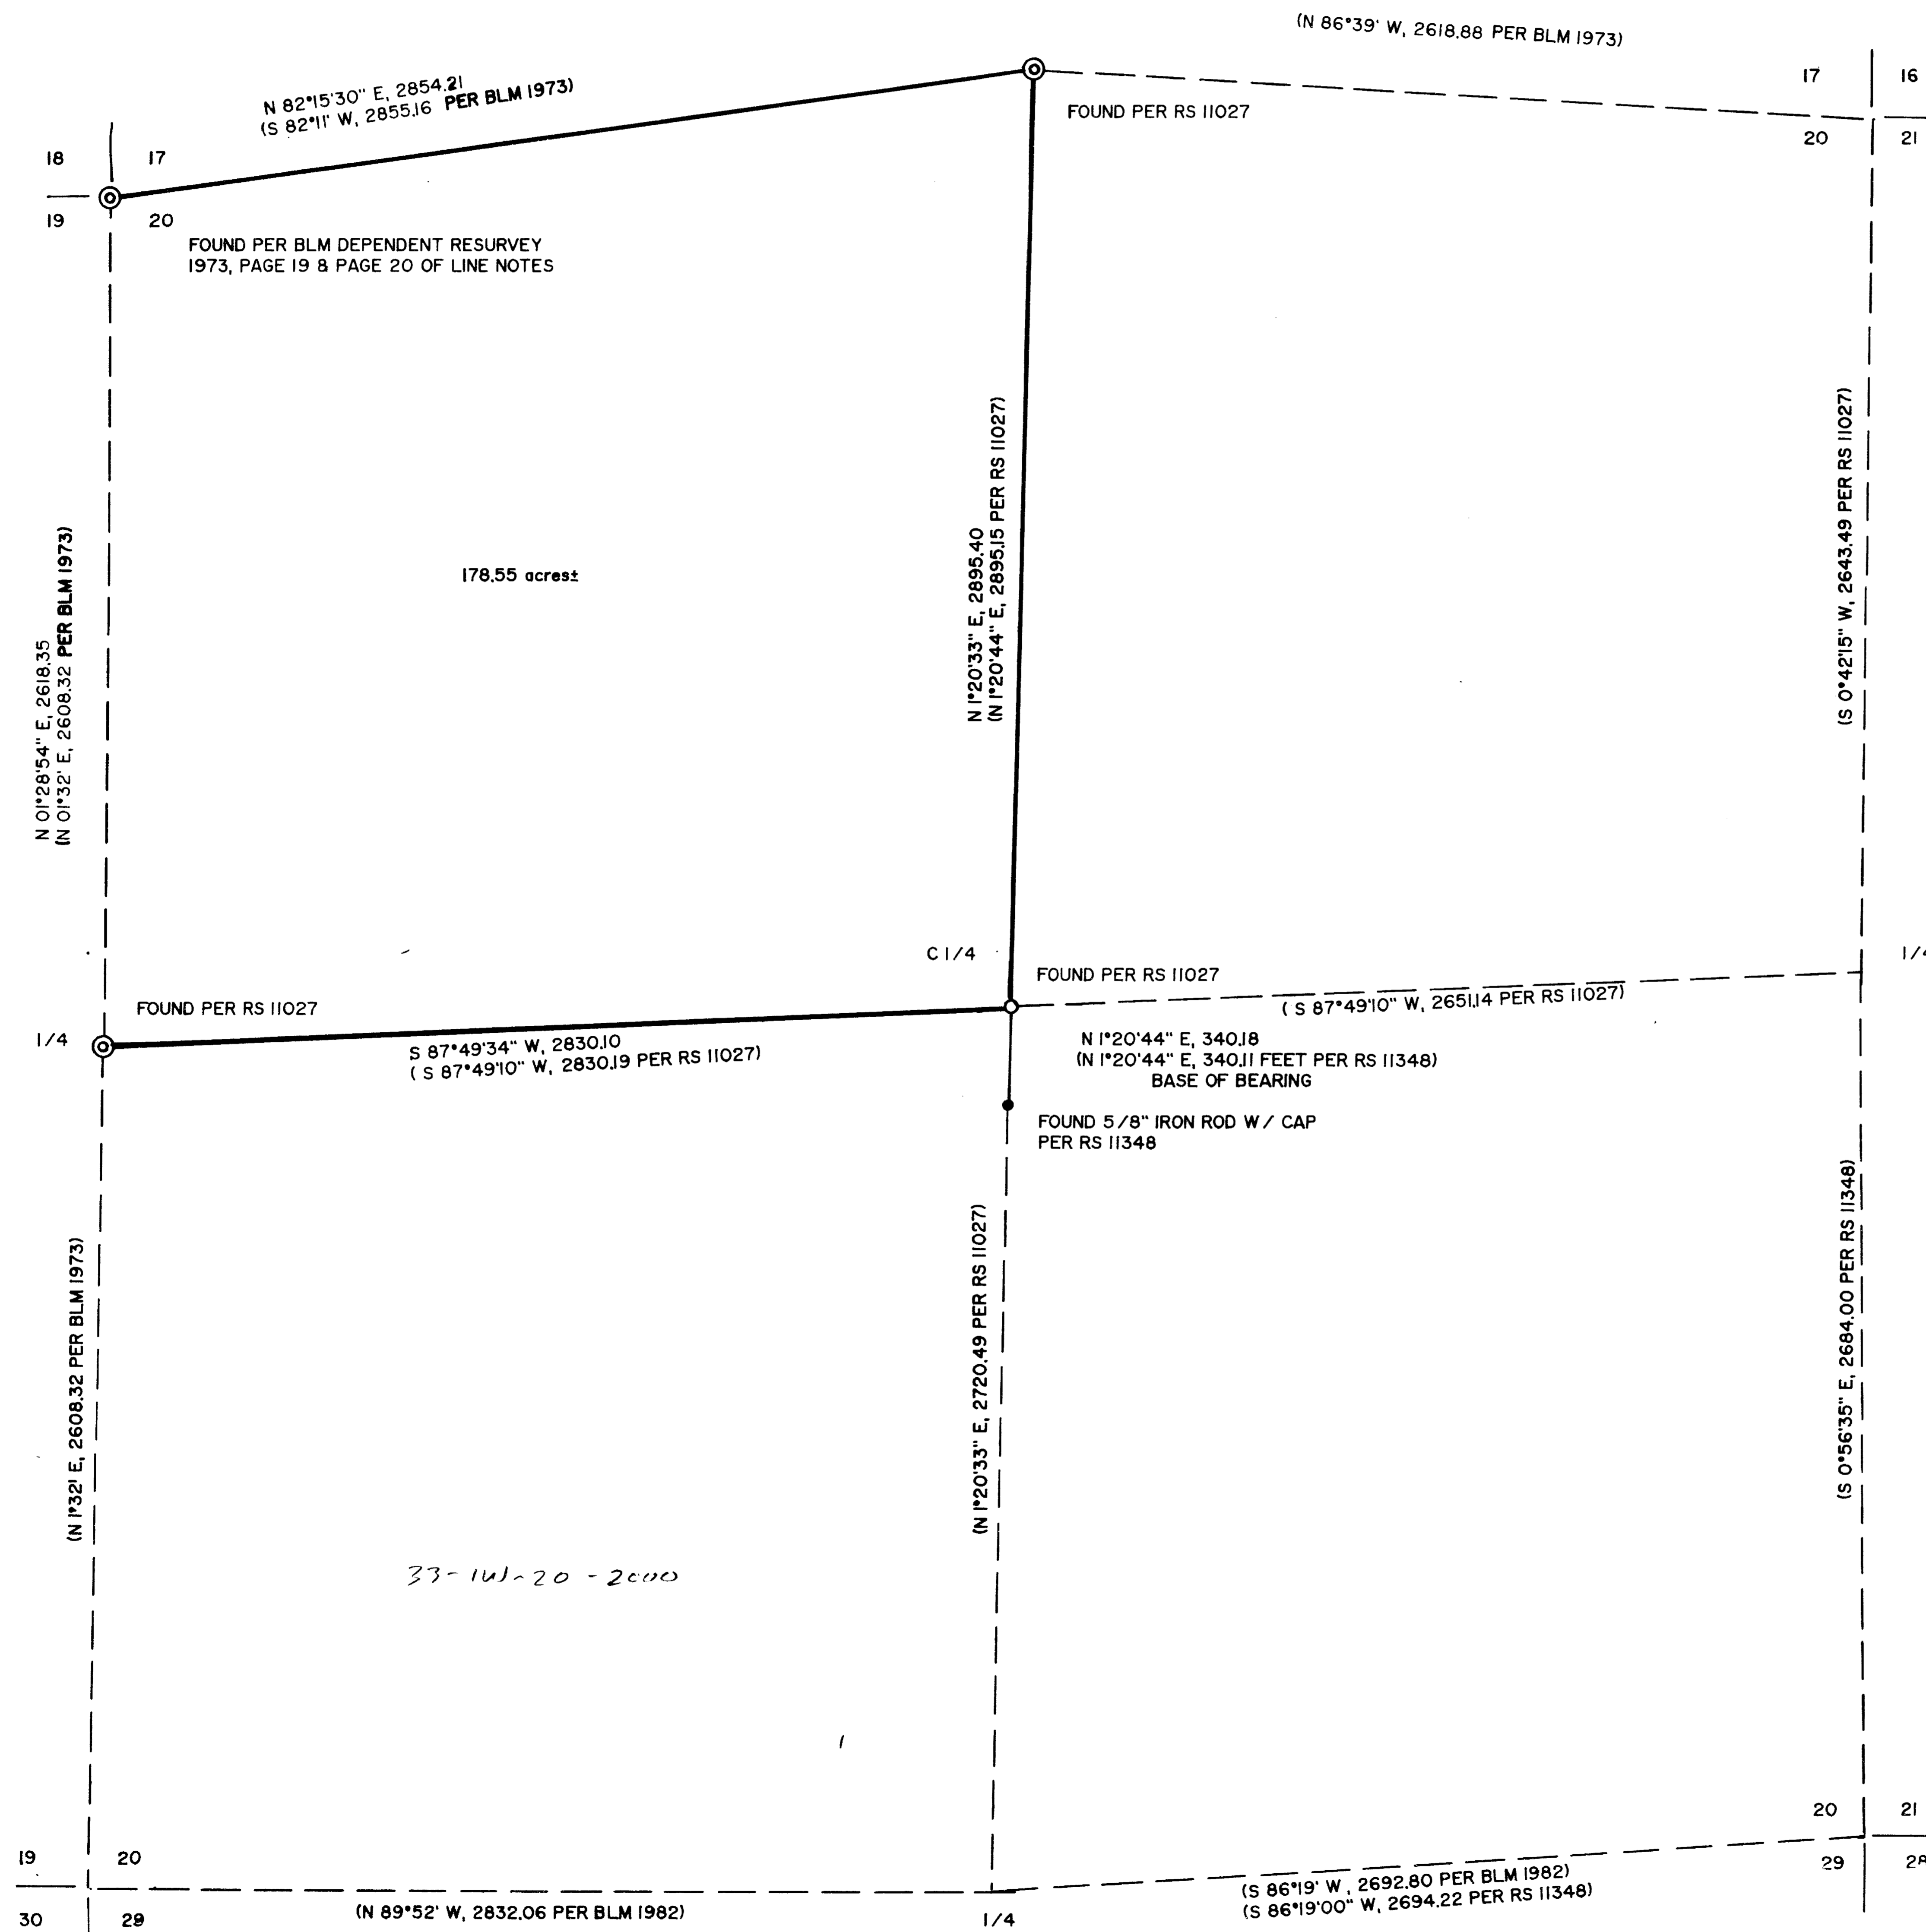 (N 86°39' W, 2618.88 PER BLM 1973)
N 82°15'30" E, 2854.21
(S 82°11' W, 2855.16 PER BLM 1973)
17
16
FOUND PER RS 11027
20
21
18
17
19
20
FOUND PER BLM DEPENDENT RESURVEY
1973, PAGE 19 & PAGE 20 OF LINE NOTES
N 01°28'54" E, 2618.35
(N 01°32' E, 2608.32 PER BLM 1973)
178.55 acres±
N 1°20'33" E, 2895.40
(N 1°20'44" E, 2895.15 PER RS 11027)
(S 0°42'15" W, 2643.49 PER RS 11027)
C 1/4
1/4
FOUND PER RS 11027
FOUND PER RS 11027
(S 87°49'10" W, 2651.14 PER RS 11027)
1/4
S 87°49'34" W, 2830.10
(S 87°49'10" W, 2830.19 PER RS 11027)
N 1°20'44" E, 340.18
(N 1°20'44" E, 340.11 FEET PER RS 11348)
BASE OF BEARING
FOUND 5/8" IRON ROD W/ CAP
PER RS 11348
(N 1°32' E, 2608.32 PER BLM 1973)
(N 1°20'33" E, 2720.49 PER RS 11027)
(S 0°56'35" E, 2684.00 PER RS 11348)
33-1W-20-2000
20
21
19
20
29
28
(S 86°19' W, 2692.80 PER BLM 1982)
(S 86°19'00" W, 2694.22 PER RS 11348)
30
29
(N 89°52' W, 2832.06 PER BLM 1982)
1/4